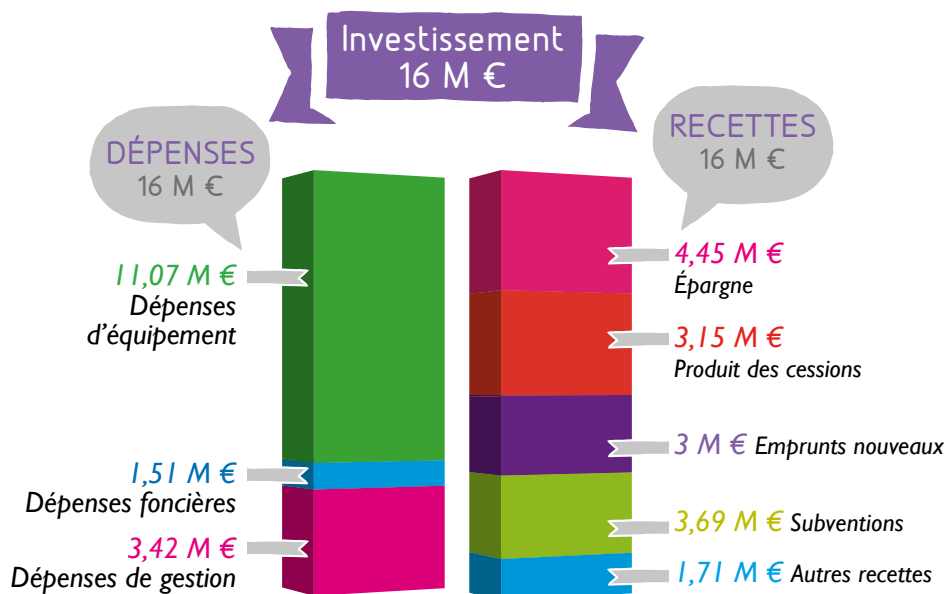 Investissement
16 M €
DÉPENSES
16 M €
RECETTES
16 M €
11,07 M €
Dépenses
d'équipement
1,51 M €
Dépenses foncières
3,42 M €
Dépenses de gestion
4,45 M €
Épargne
3,15 M €
Produit des cessions
3 M € Emprunts nouveaux
3,69 M € Subventions
1,71 M € Autres recettes